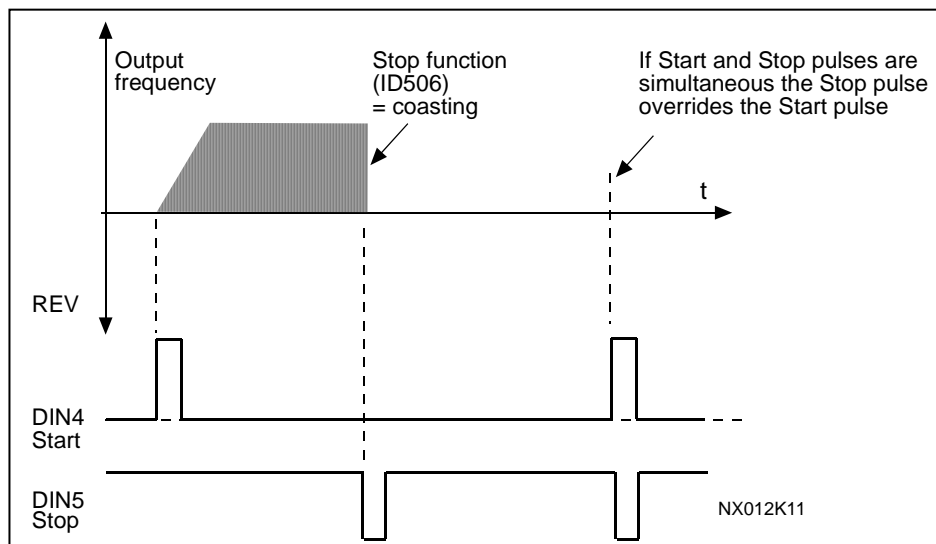 Output
frequency
Stop function
(ID506)
= coasting
If Start and Stop pulses are
simultaneous the Stop pulse
overrides the Start pulse
t
REV
DIN4
Start
DIN5
Stop
NX012K11